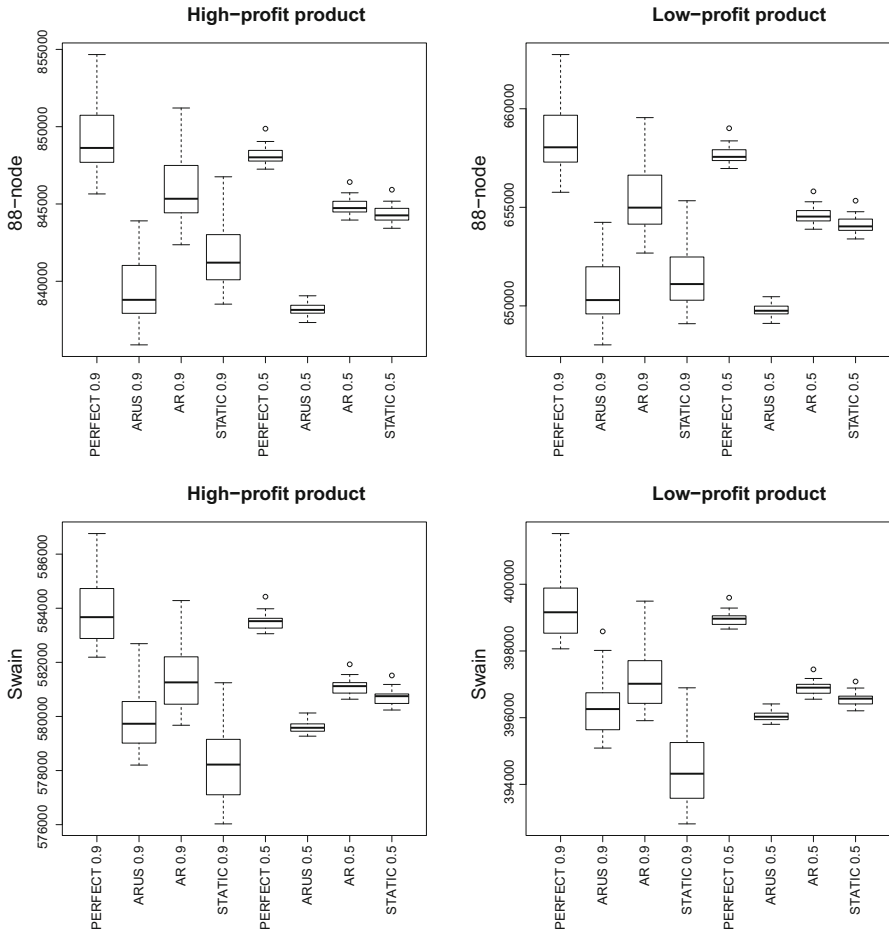 High−profit product
88−node
855000
850000
845000
840000
PERFECT 0.9
ARUS 0.9
AR 0.9
STATIC 0.9
PERFECT 0.5
ARUS 0.5
AR 0.5
STATIC 0.5
Low−profit product
88−node
660000
655000
650000
PERFECT 0.9
ARUS 0.9
AR 0.9
STATIC 0.9
PERFECT 0.5
ARUS 0.5
AR 0.5
STATIC 0.5
High−profit product
Swain
586000
584000
582000
580000
578000
576000
PERFECT 0.9
ARUS 0.9
AR 0.9
STATIC 0.9
PERFECT 0.5
ARUS 0.5
AR 0.5
STATIC 0.5
Low−profit product
Swain
400000
398000
396000
394000
PERFECT 0.9
ARUS 0.9
AR 0.9
STATIC 0.9
PERFECT 0.5
ARUS 0.5
AR 0.5
STATIC 0.5